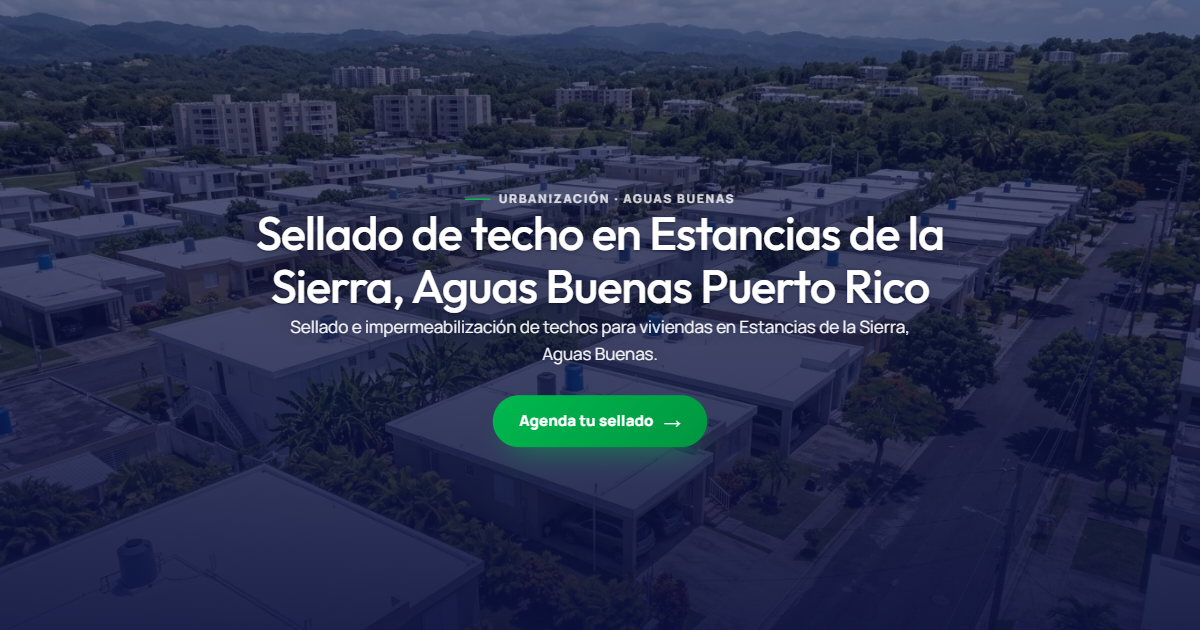 URBANIZACIÓN · AGUAS BUENAS
Sellado de techo en Estancias de la
Sierra, Aguas Buenas Puerto Rico
Sellado e impermeabilización de techos para viviendas en Estancias de la Sierra,
Aguas Buenas.
Agenda tu sellado →